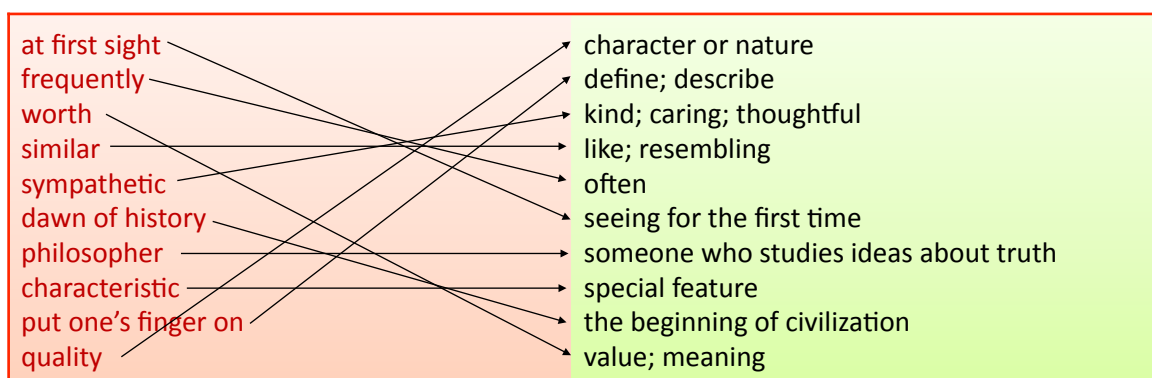 at first sight character or nature
frequently define; describe
worth kind; caring; thoughtful
similar like; resembling
sympathetic often
dawn of history seeing for the first time
philosopher someone who studies ideas about truth
characteristic special feature
put one’s finger on the beginning of civilization
quality value; meaning